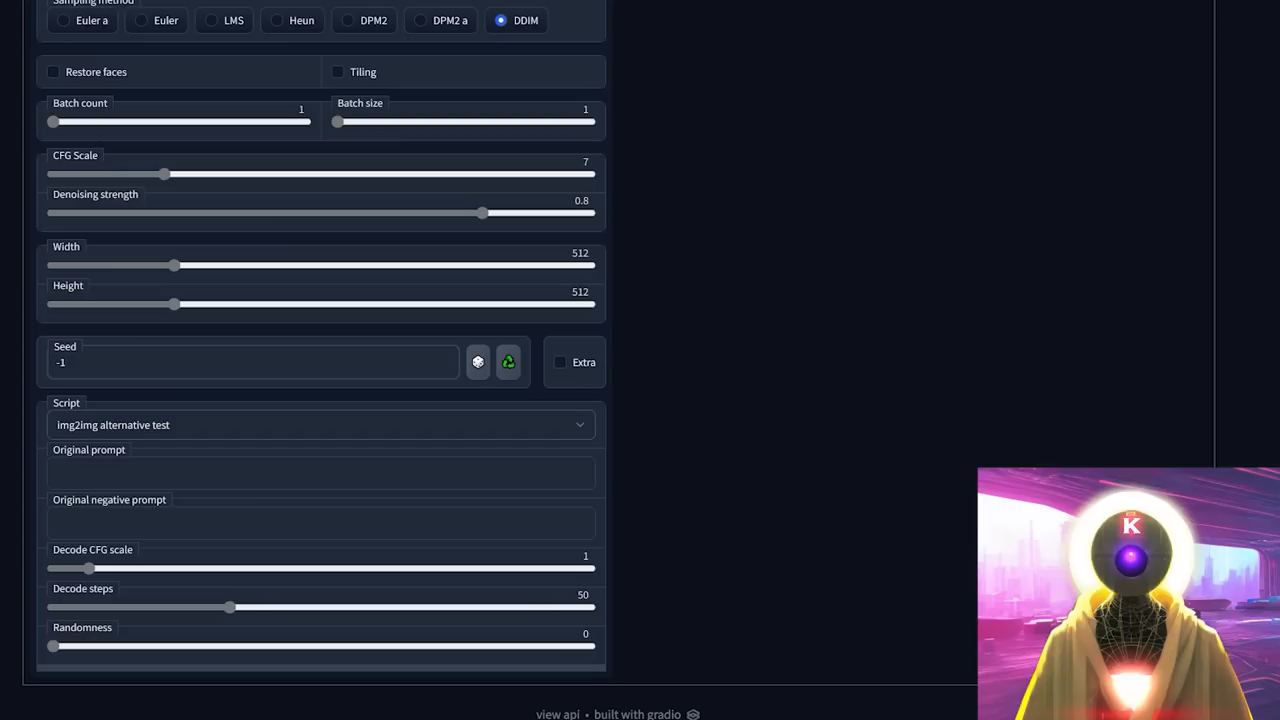 Sampling method
Euler a Euler LMS Heun DPM2 DPM2 a DDIM
Restore faces Tiling
Batch count 1 Batch size 1
CFG Scale 7
Denoising strength 0.8
Width 512
Height 512
Seed
-1 Extra
Script
img2img alternative test
Original prompt
Original negative prompt
Decode CFG scale 1
Decode steps 50
Randomness 0
view api • built with gradio
K